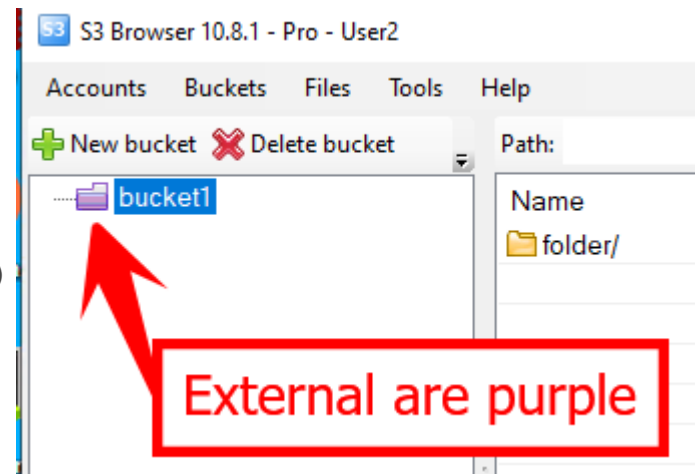 S3 S3 Browser 10.8.1 - Pro - User2
Accounts Buckets Files Tools Help
New bucket Delete bucket Path:
bucket1
Name
folder/
)
External are purple